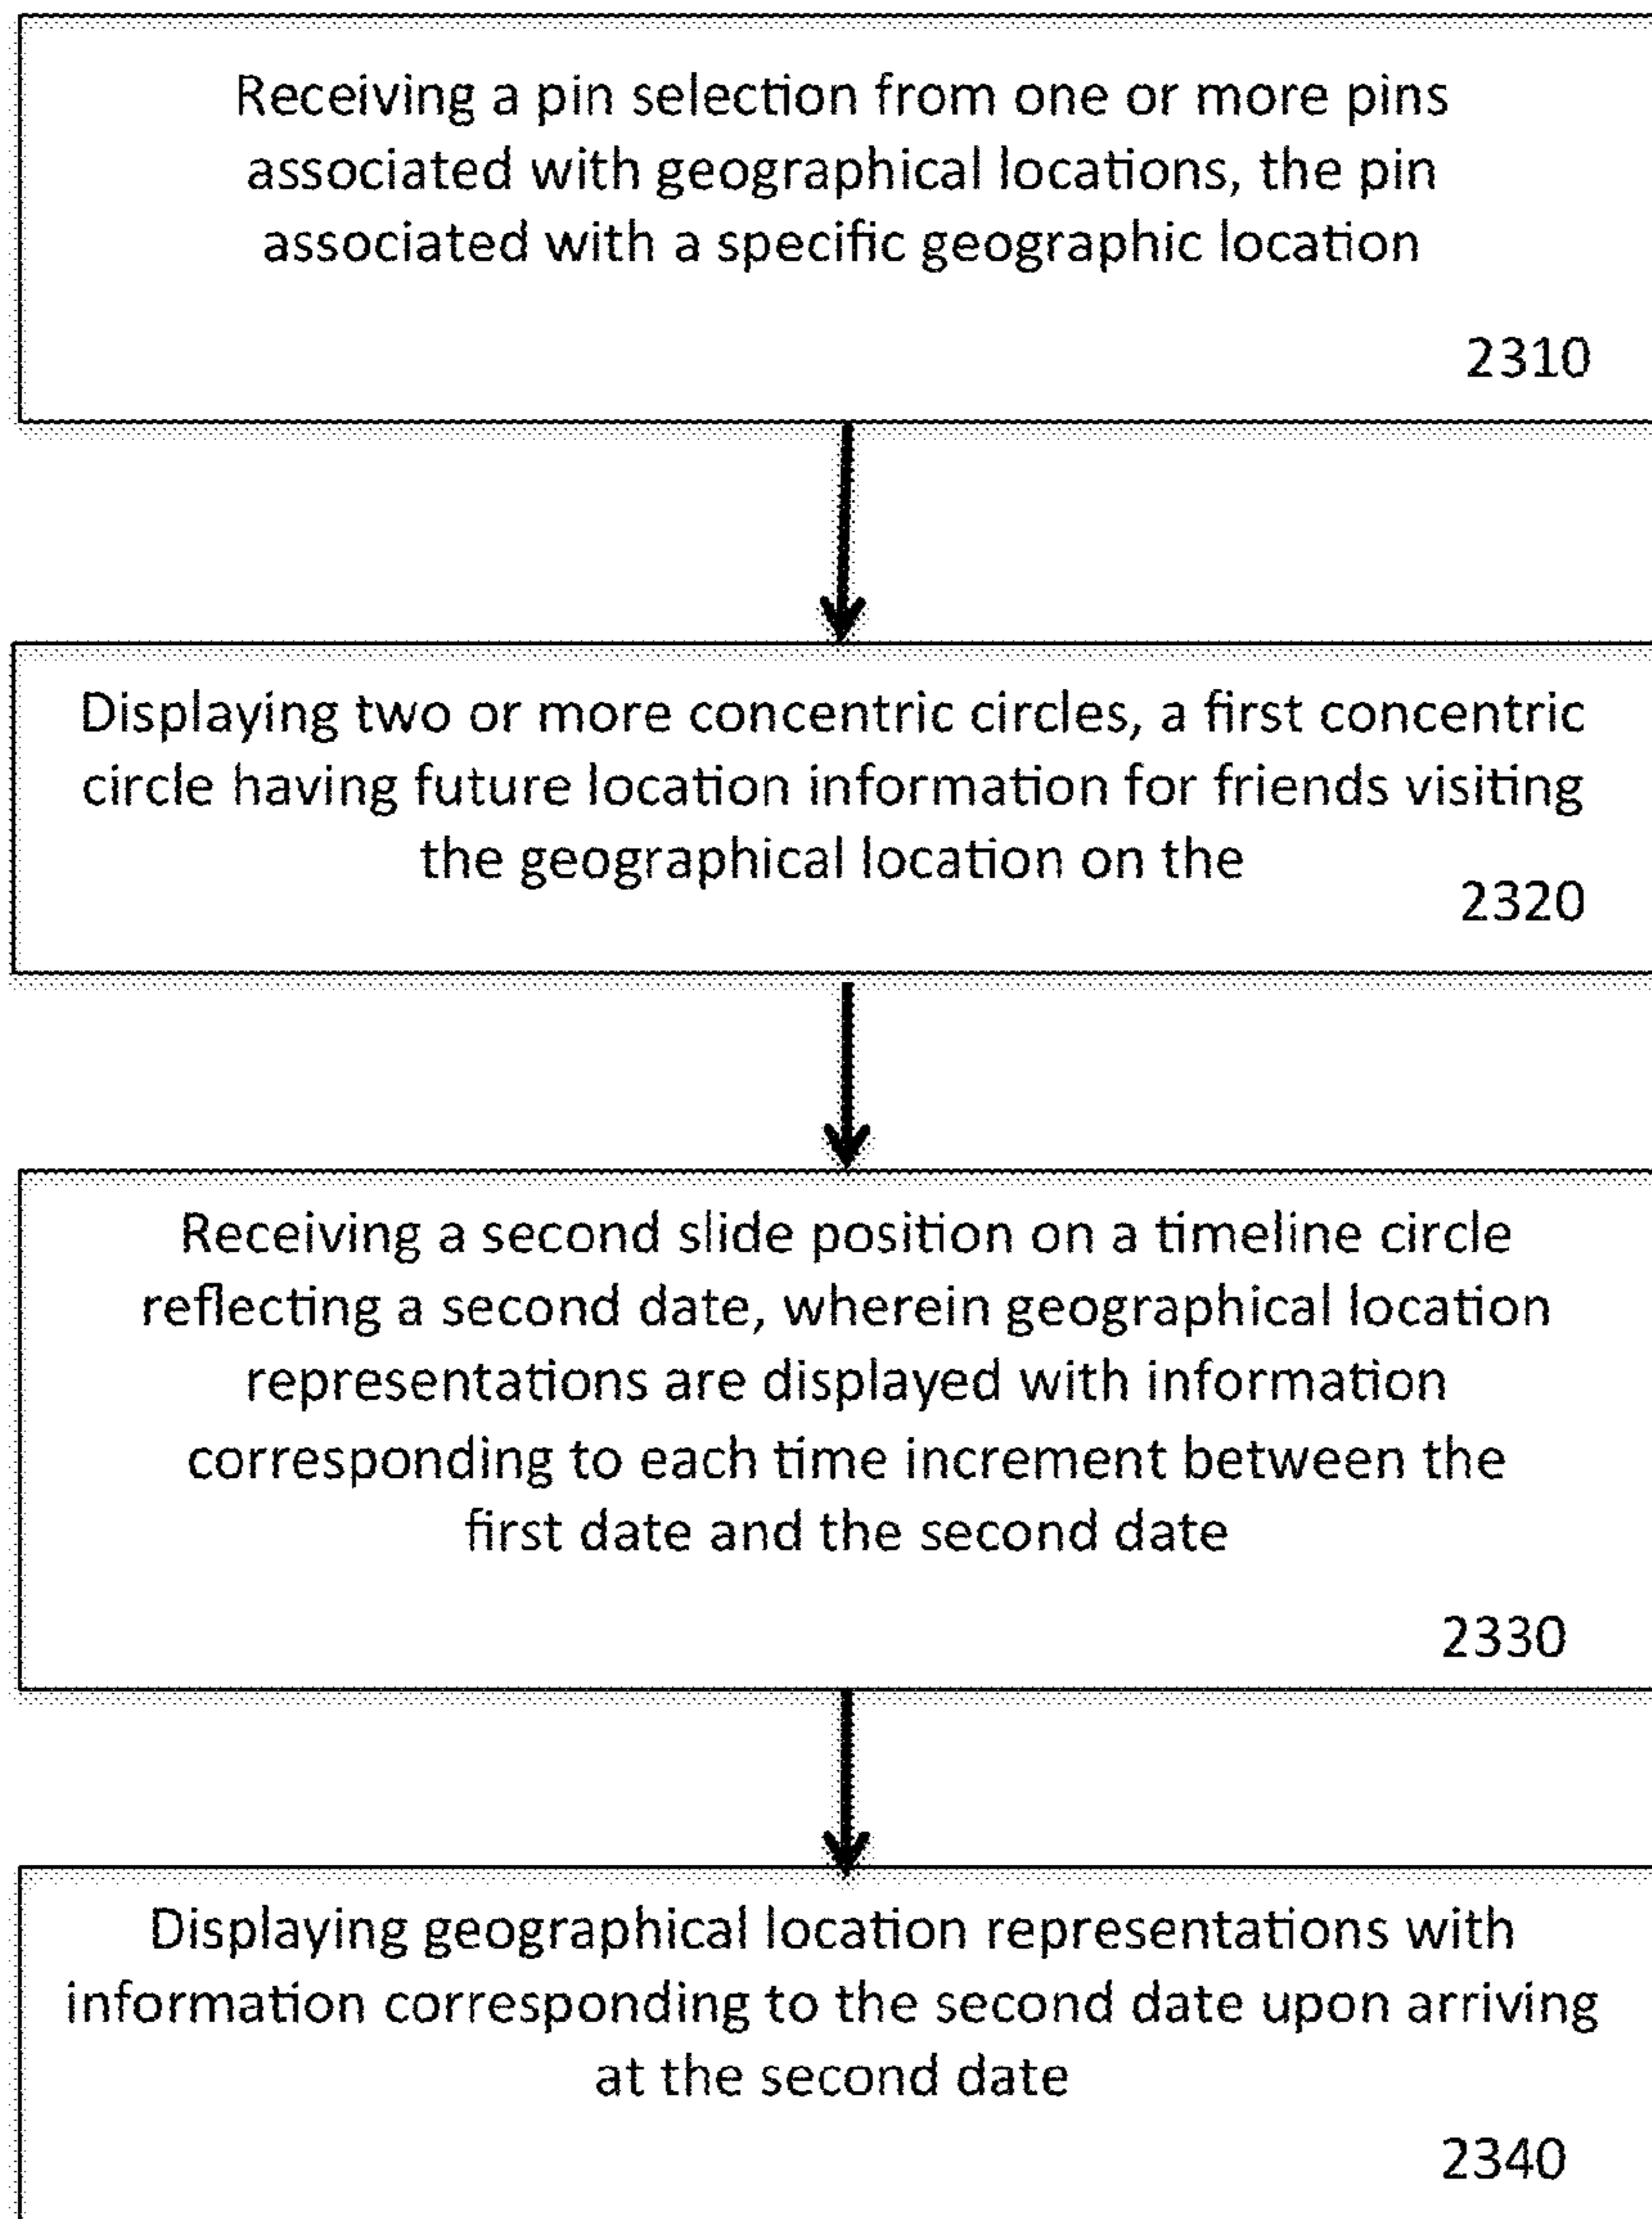 Receiving a pin selection from one or more pins
associated with geographical locations, the pin
associated with a specific geographic location
2310
Displaying two or more concentric circles, a first concentric
circle having future location information for friends visiting
the geographical location on the
2320
Receiving a second slide position on a timeline circle
reflecting a second date, wherein geographical location
representations are displayed with information
corresponding to each time increment between the
first date and the second date
2330
Displaying geographical location representations with
information corresponding to the second date upon arriving
at the second date
2340